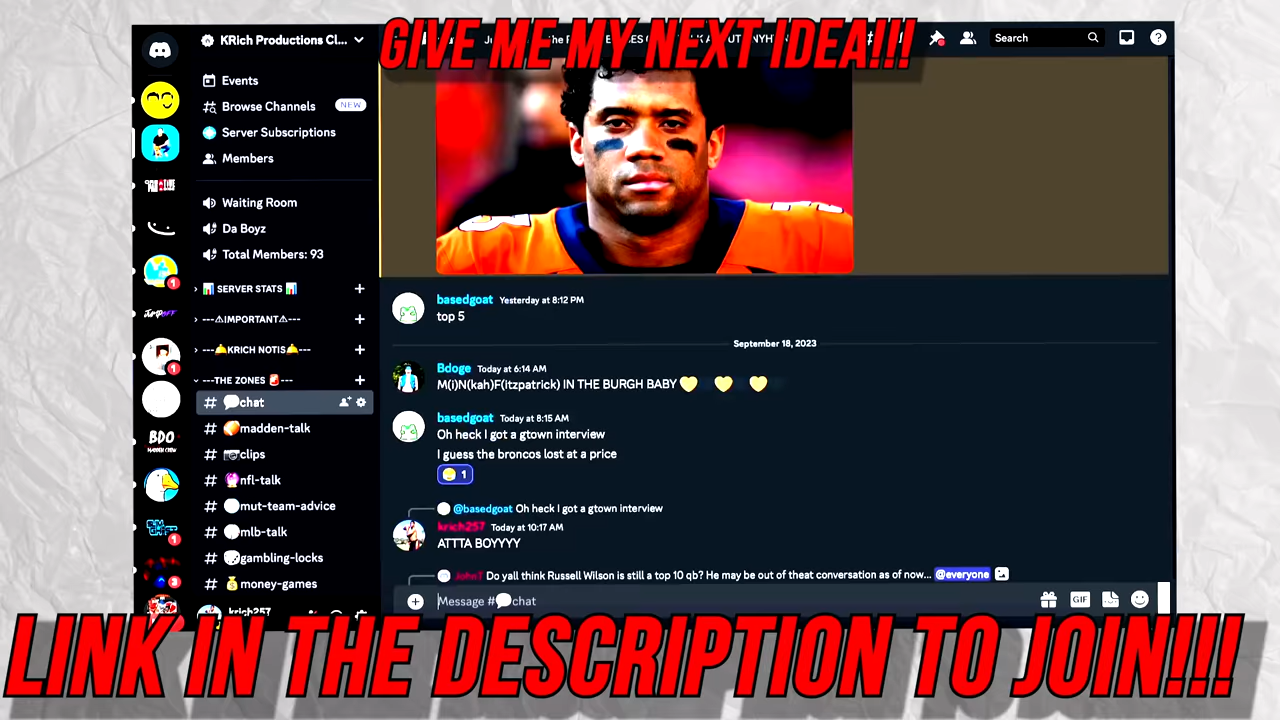 GIVE ME MY NEXT IDEA!!!
KRich Productions Cl...
Search
Events
Browse Channels NEW
Server Subscriptions
Members
Waiting Room
Da Boyz
Total Members: 93
SERVER STATS
---⚠IMPORTANT⚠---
---🔔KRICH NOTIS🔔---
---THE ZONES 🚨---
# 💬chat
# madden-talk
# 📷clips
# 🔮nfl-talk
# mut-team-advice
# mlb-talk
# 🎲gambling-locks
# 💰money-games
krich257
basedgoat Yesterday at 8:12 PM
top 5
September 18, 2023
Bdoge Today at 6:14 AM
M(i)N(kah)F(itzpatrick) IN THE BURGH BABY💛 💛 💛
basedgoat Today at 8:15 AM
Oh heck I got a gtown interview
I guess the broncos lost at a price
1
@basedgoat Oh heck I got a gtown interview
krich257 Today at 10:17 AM
ATTTA BOYYYY
Do yall think Russell Wilson is still a top 10 qb? He may be out of theat conversation as of now... @everyone
Message #💬chat
GIF
BDO
LINK IN THE DESCRIPTION TO JOIN!!!